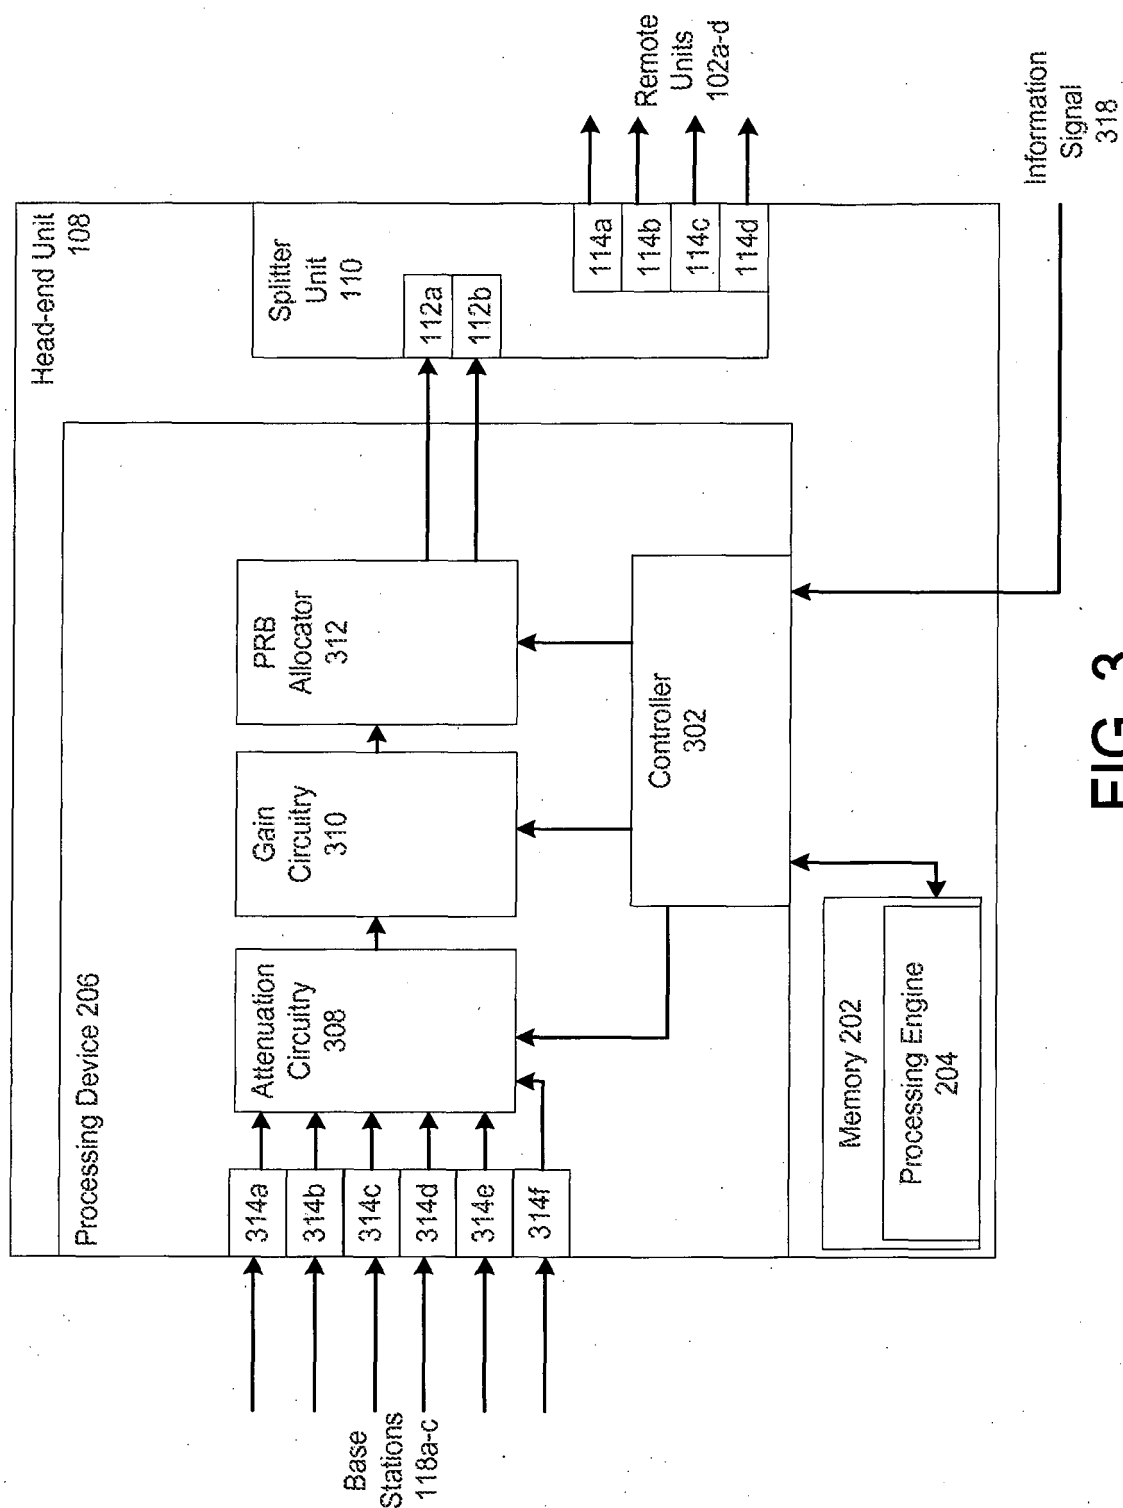 Head-end Unit
108
Processing Device 206
Splitter
Unit
110
112a
112b
114a
114b
114c
114d
Remote
Units
102a-d
Attenuation
Circuitry
308
Gain
Circuitry
310
PRB
Allocator
312
314a
314b
314c
314d
314e
314f
Base
Stations
118a-c
Controller
302
Memory 202
Processing Engine
204
Information
Signal
318
FIG. 3